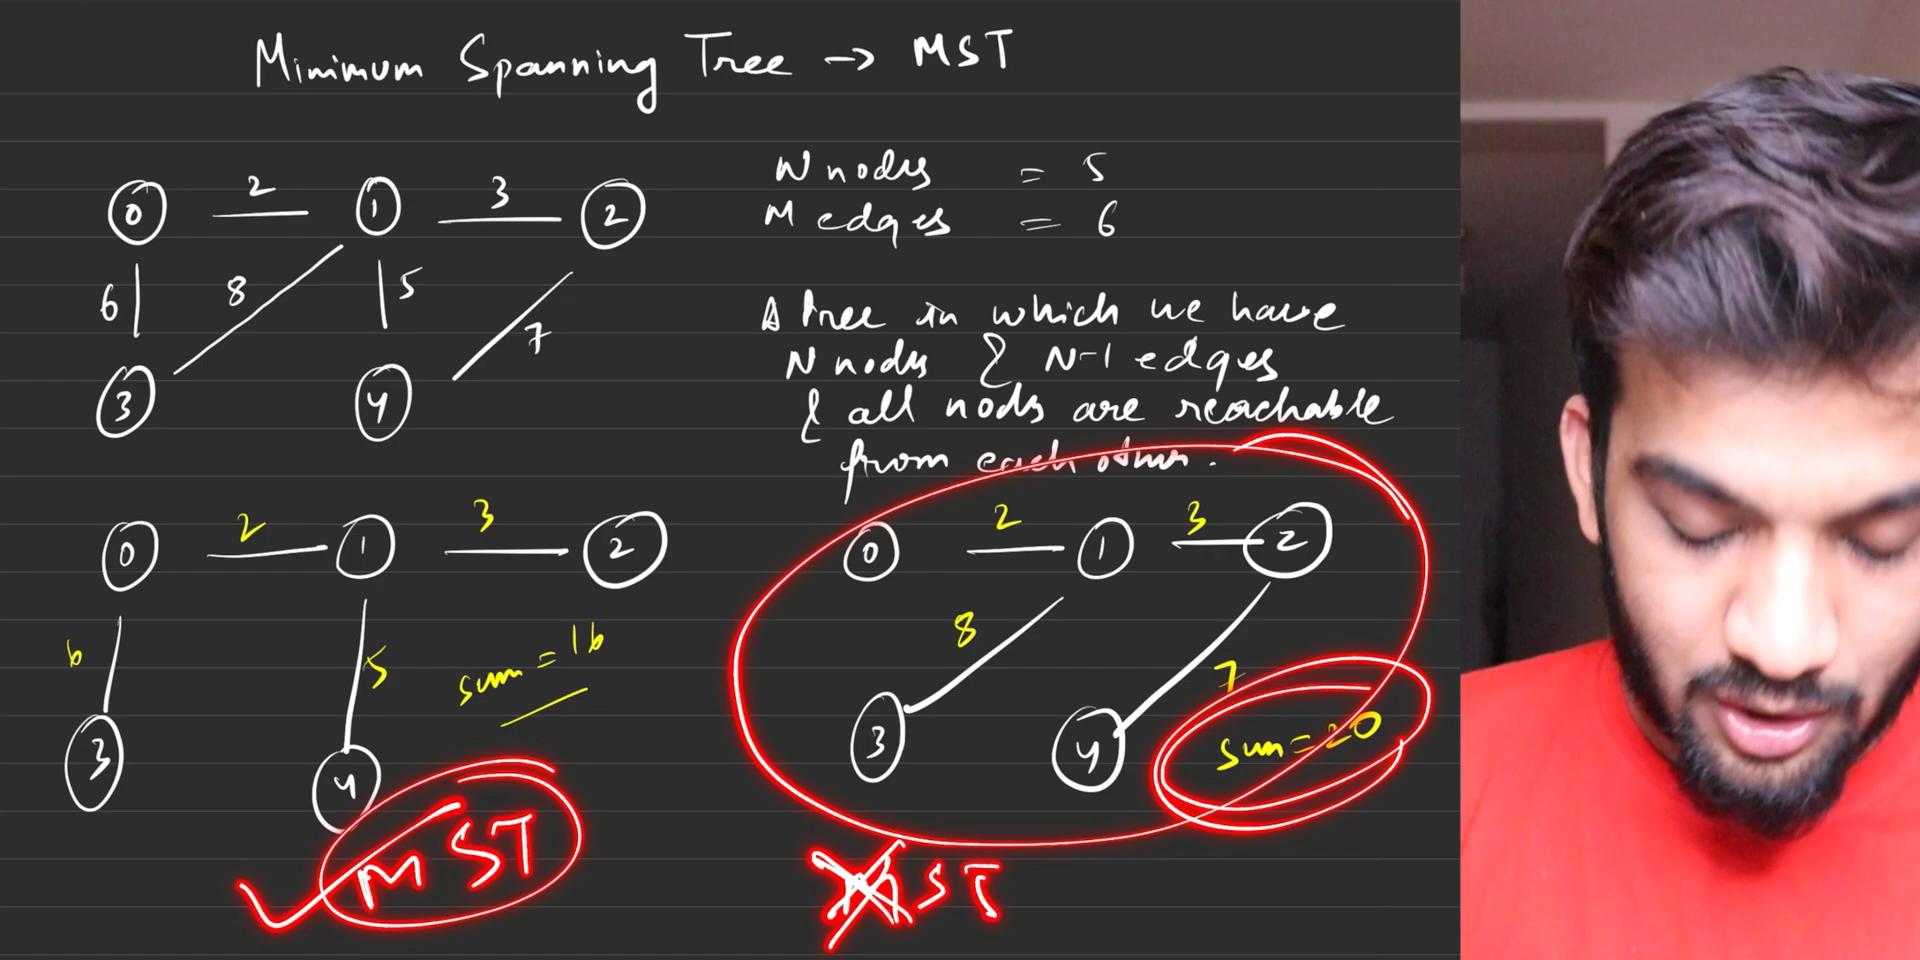 Minimum Spanning Tree -> MST
N nodes = 5
M edges = 6
0 2 1 3 2
6 8 5 7
3 4
A tree in which we have
N nodes & N-1 edges
& all nodes are reachable
from each other.
0 2 1 3 2
6 5 sum = 16
3 4
MST
0 2 1 3 2
8 7
3 4 sum = 20
MST